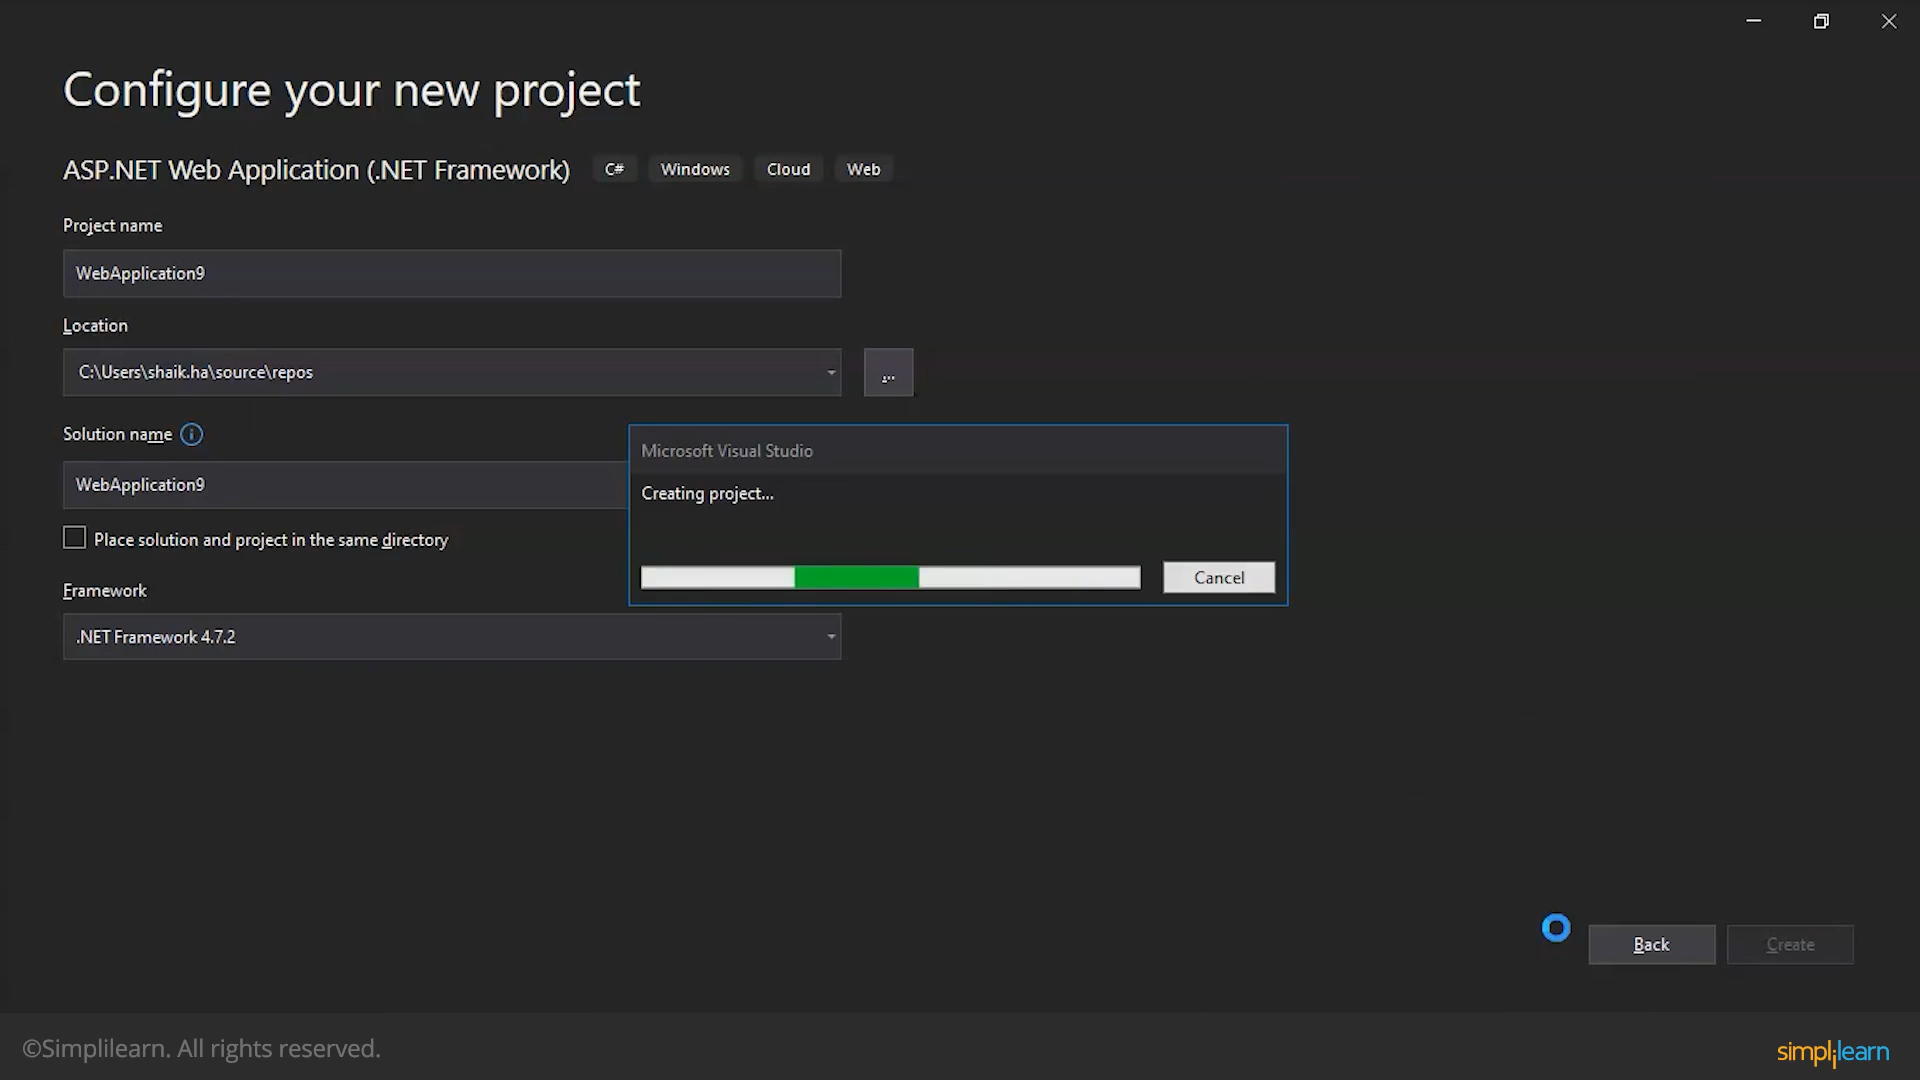 Configure your new project
ASP.NET Web Application (.NET Framework) C# Windows Cloud Web
Project name
WebApplication9
Location
C:\Users\shaik.ha\source\repos
...
Solution name
WebApplication9
Place solution and project in the same directory
Framework
.NET Framework 4.7.2
Microsoft Visual Studio
Creating project...
Cancel
Back Create
©Simplilearn. All rights reserved.
simplilearn